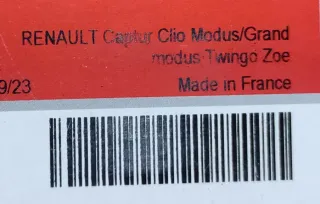 RENAULT Captur Clio Modus/Grand
modus Twingo Zoe
9/23 Made in France